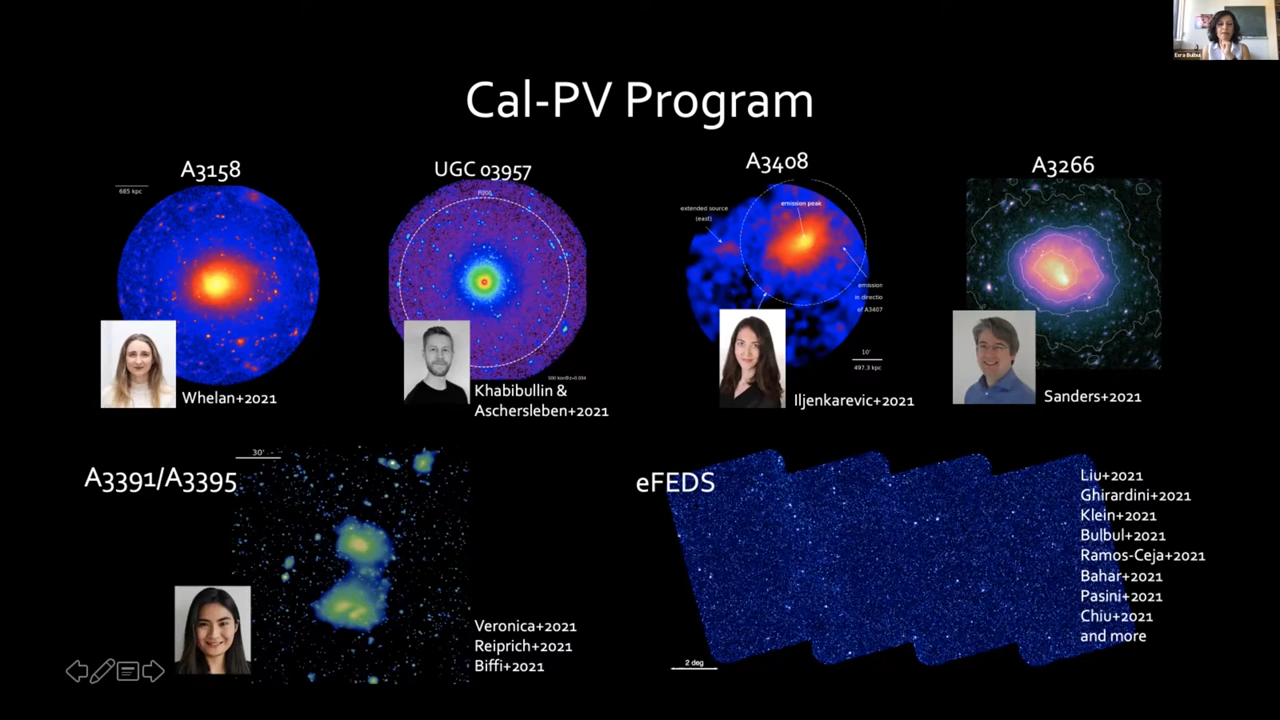 Esra Bulbul
Cal-PV Program
A3158
UGC 03957
A3408
A3266
685 kpc
R200
extended source
(east)
emission peak
emission
in directio
of A3407
10'
497.3 kpc
Whelan+2021
Khabibullin &
Aschersleben+2021
Iljenkarevic+2021
Sanders+2021
A3391/A3395
30'
Veronica+2021
Reiprich+2021
Biffi+2021
eFEDS
2 deg
Liu+2021
Ghirardini+2021
Klein+2021
Bulbul+2021
Ramos-Ceja+2021
Bahar+2021
Pasini+2021
Chiu+2021
and more